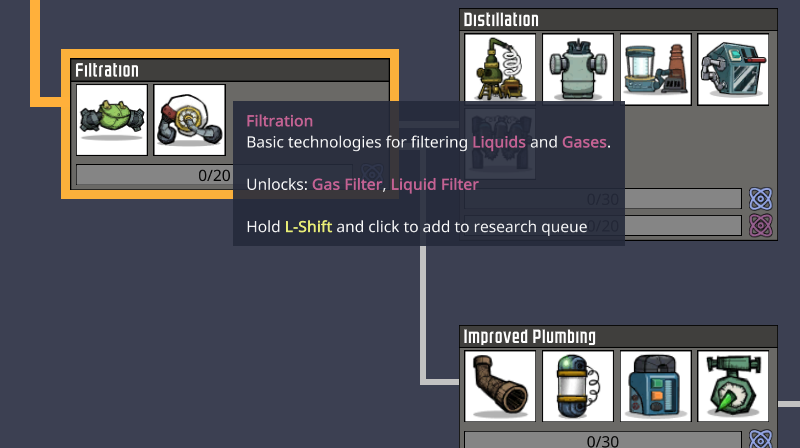 Distillation
Filtration
Filtration
Basic technologies for filtering Liquids and Gases.
Unlocks: Gas Filter, Liquid Filter
Hold L-Shift and click to add to research queue
0/20
0/30
0/20
Improved Plumbing
0/30